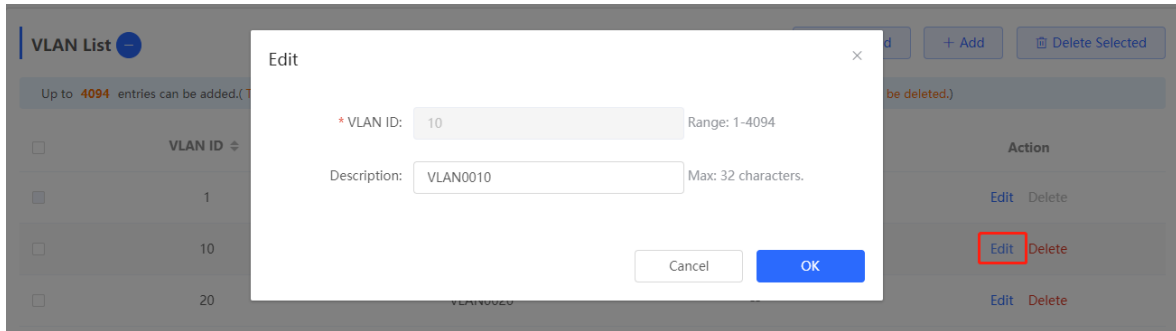 VLAN List
d
+ Add
Delete Selected
Edit
Up to 4094 entries can be added.(
be deleted.)
* VLAN ID:
10
Range: 1-4094
VLAN ID
Action
Description:
VLAN0010
Max: 32 characters.
1
Edit Delete
10
Edit Delete
Cancel
OK
20
VLAN0020
Edit Delete